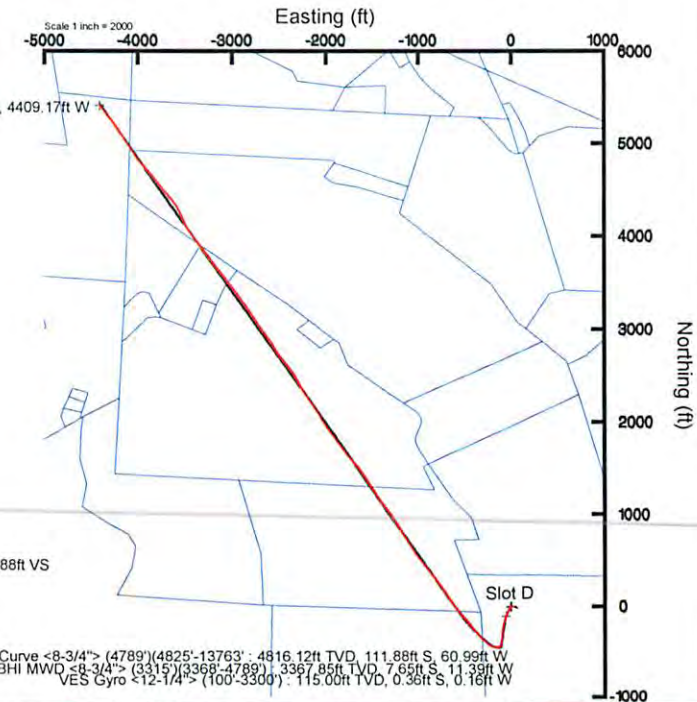 Easting (ft)
Scale 1 inch = 2000
-5000 -4000 -3000 -2000 -1000 0 1000
6000
, 4409.17ft W
5000
4000
3000
Northing (ft)
2000
1000
88ft VS
Slot D
0
Curve <8-3/4"> (4789')(4825'-13763' : 4816.12ft TVD, 111.88ft S, 60.99ft W
BHI MWD <8-3/4"> (3315')(3368'-4789') : 3367.85ft TVD, 7.65ft S, 11.39ft W
VES Gyro <12-1/4"> (100'-3300') : 115.00ft TVD, 0.36ft S, 0.16ft W
-1000